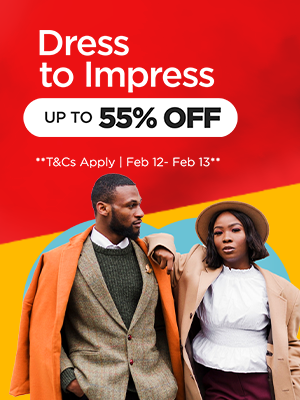 Dress
to Impress
UP TO 55% OFF
**T&Cs Apply | Feb 12- Feb 13**